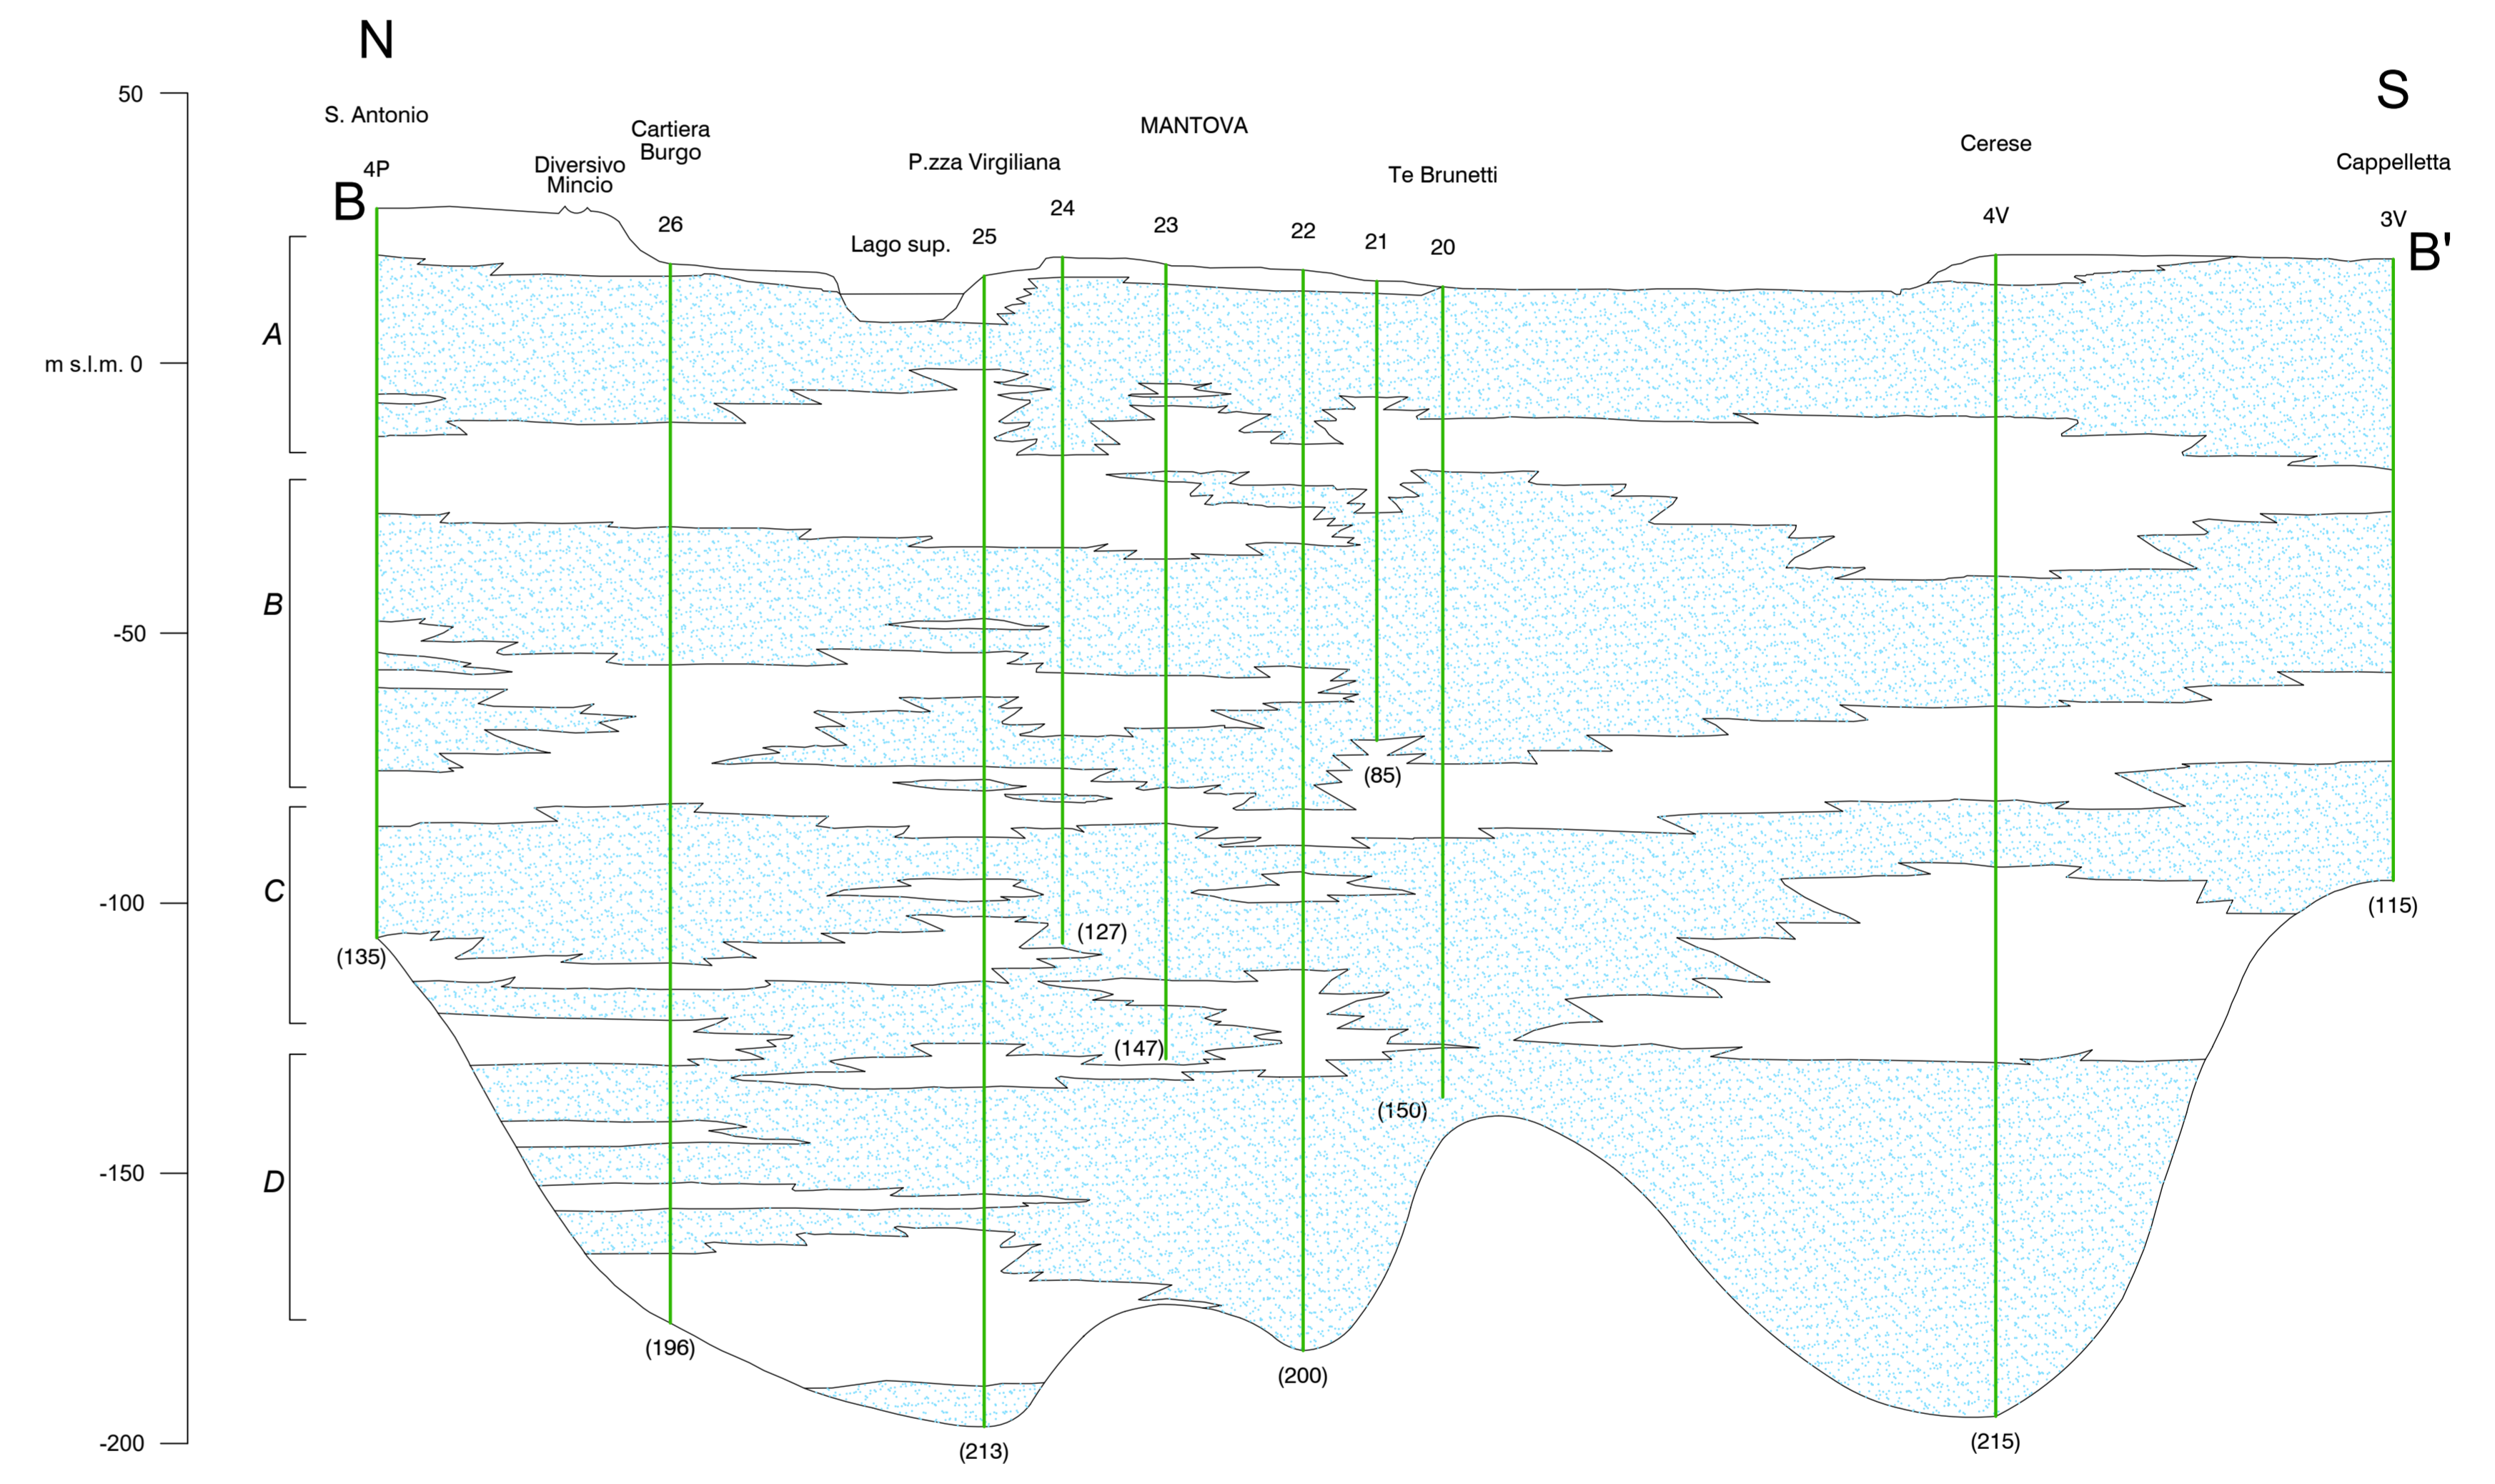 N
S
50
S. Antonio
Cartiera
Burgo
MANTOVA
Cerese
Diversivo
Mincio
P.zza Virgiliana
Te Brunetti
Cappelletta
4P
B
26
Lago sup.
25
24
23
22
21
20
4V
3V
B'
A
m s.l.m. 0
B
-50
(85)
C
-100
(135)
(127)
(115)
(147)
(150)
D
-150
(196)
(200)
-200
(213)
(215)